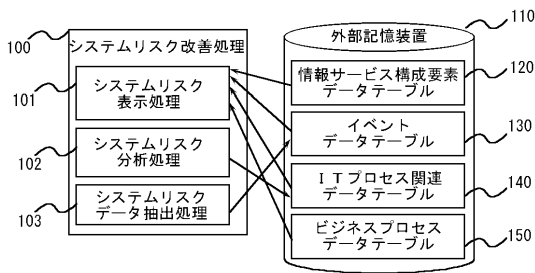 100
システムリスク改善処理
101
システムリスク
表示処理
102
システムリスク
分析処理
103
システムリスク
データ抽出処理
110
外部記憶装置
120
情報サービス構成要素
データテーブル
130
イベント
データテーブル
140
ＩＴプロセス関連
データテーブル
150
ビジネスプロセス
データテーブル